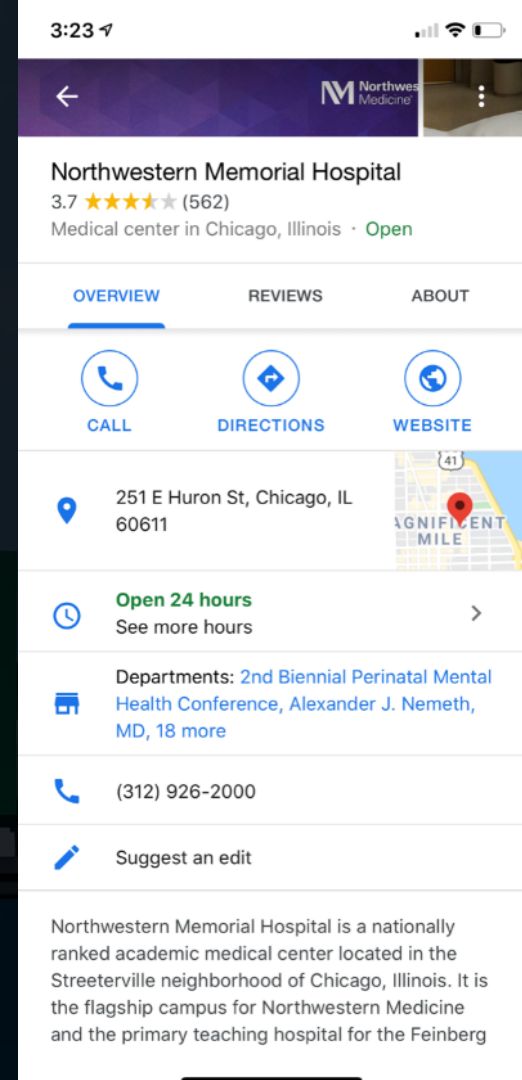 3:23
Northwes
Medicine
Northwestern Memorial Hospital
3.7 (562)
Medical center in Chicago, Illinois · Open
OVERVIEW REVIEWS ABOUT
CALL DIRECTIONS WEBSITE
41
251 E Huron St, Chicago, IL
60611
AGNIFICENT
MILE
Open 24 hours
See more hours
Departments: 2nd Biennial Perinatal Mental
Health Conference, Alexander J. Nemeth,
MD, 18 more
(312) 926-2000
Suggest an edit
Northwestern Memorial Hospital is a nationally
ranked academic medical center located in the
Streeterville neighborhood of Chicago, Illinois. It is
the flagship campus for Northwestern Medicine
and the primary teaching hospital for the Feinberg